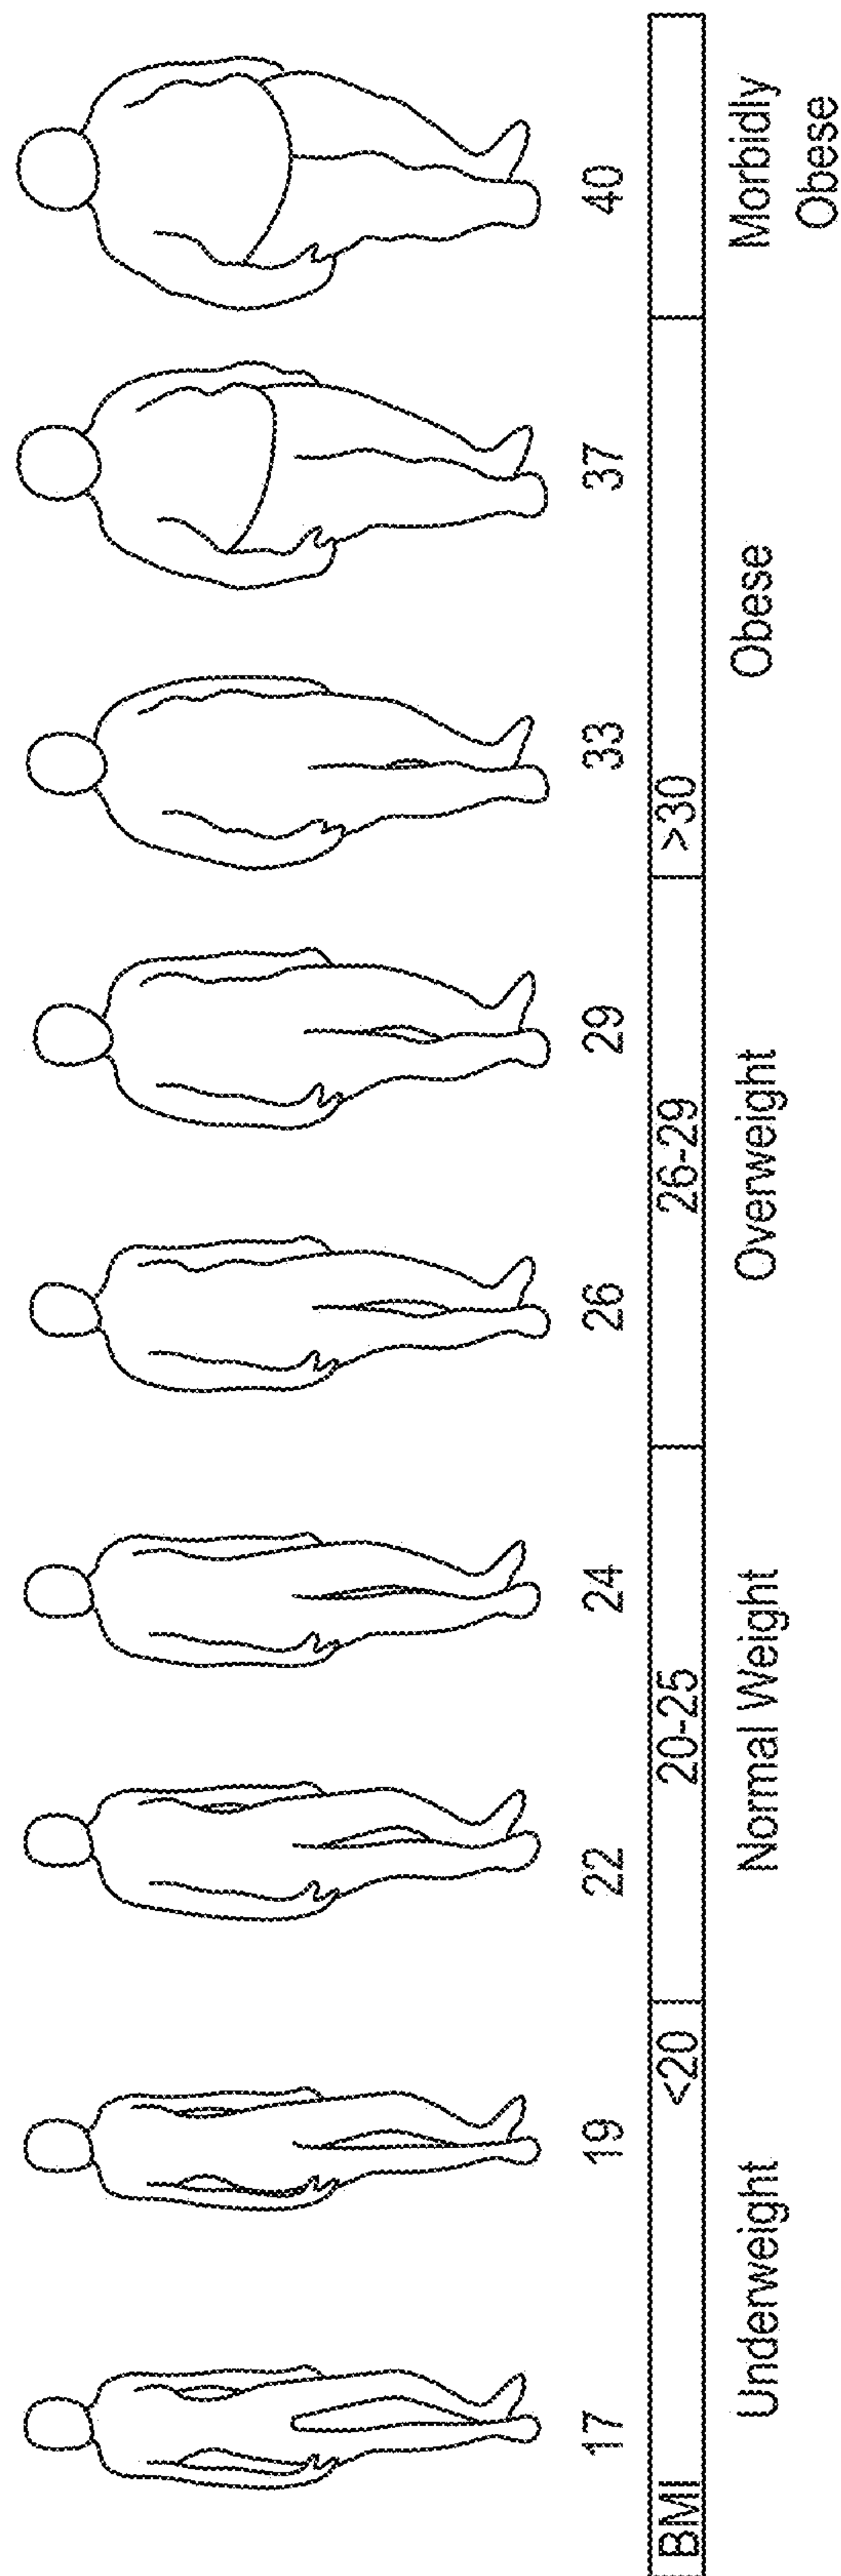 17 19 22 24 26 29 33 37 40
BMI <20 20-25 26-29 >30
Underweight Normal Weight Overweight Obese Morbidly
Obese